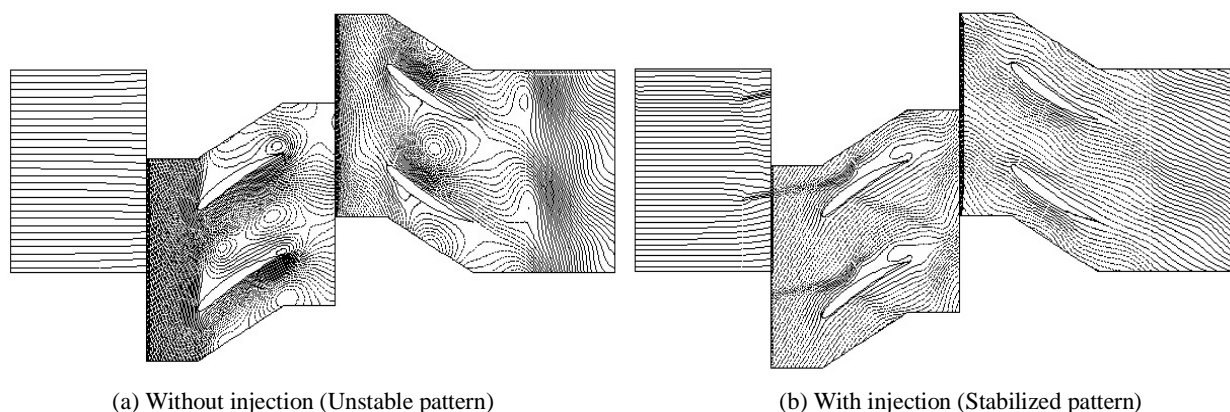 (a) Without injection (Unstable pattern)
(b) With injection (Stabilized pattern)